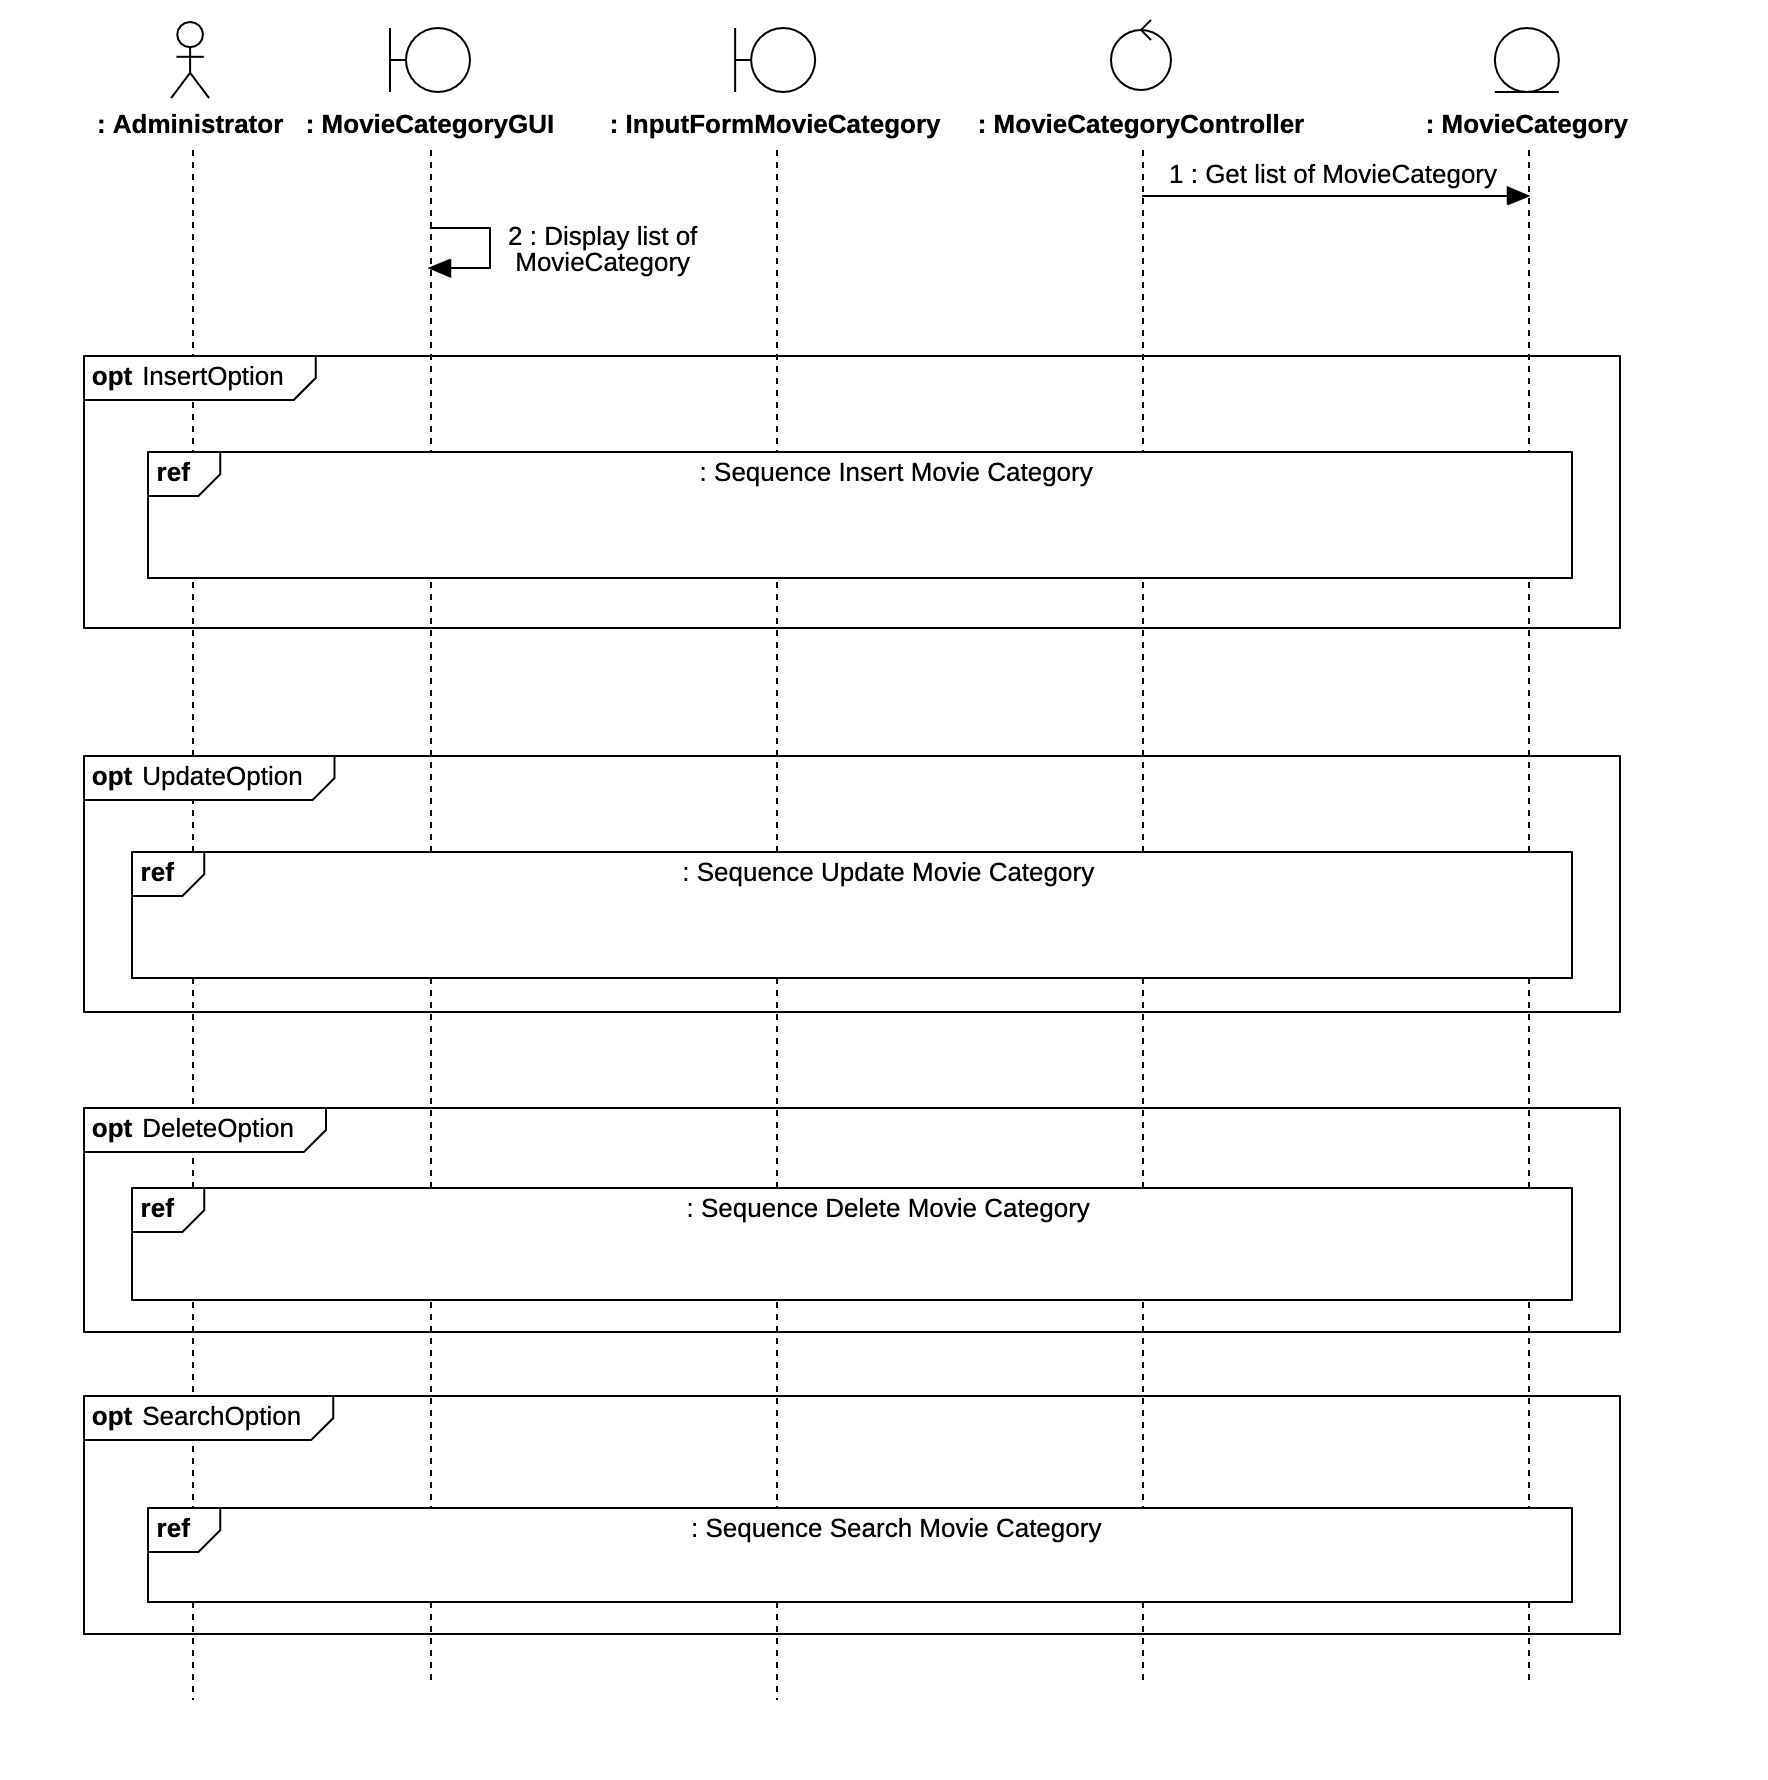 : Administrator : MovieCategoryGUI : InputFormMovieCategory : MovieCategoryController : MovieCategory
1 : Get list of MovieCategory
2 : Display list of
MovieCategory
opt InsertOption
ref : Sequence Insert Movie Category
opt UpdateOption
ref : Sequence Update Movie Category
opt DeleteOption
ref : Sequence Delete Movie Category
opt SearchOption
ref : Sequence Search Movie Category